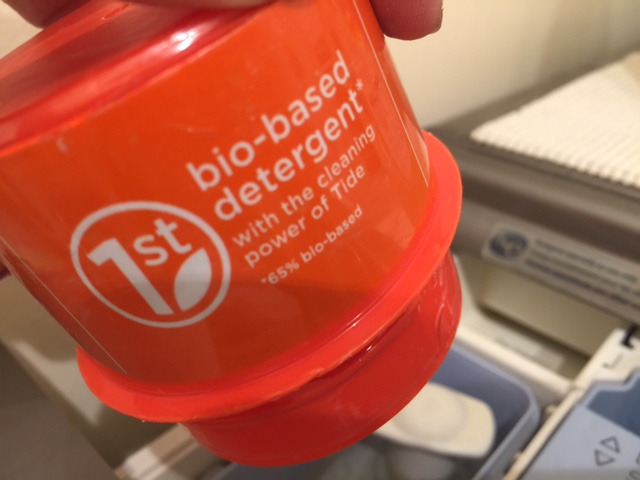 1st
bio-based
detergent*
with the cleaning
power of Tide
*65% bio-based